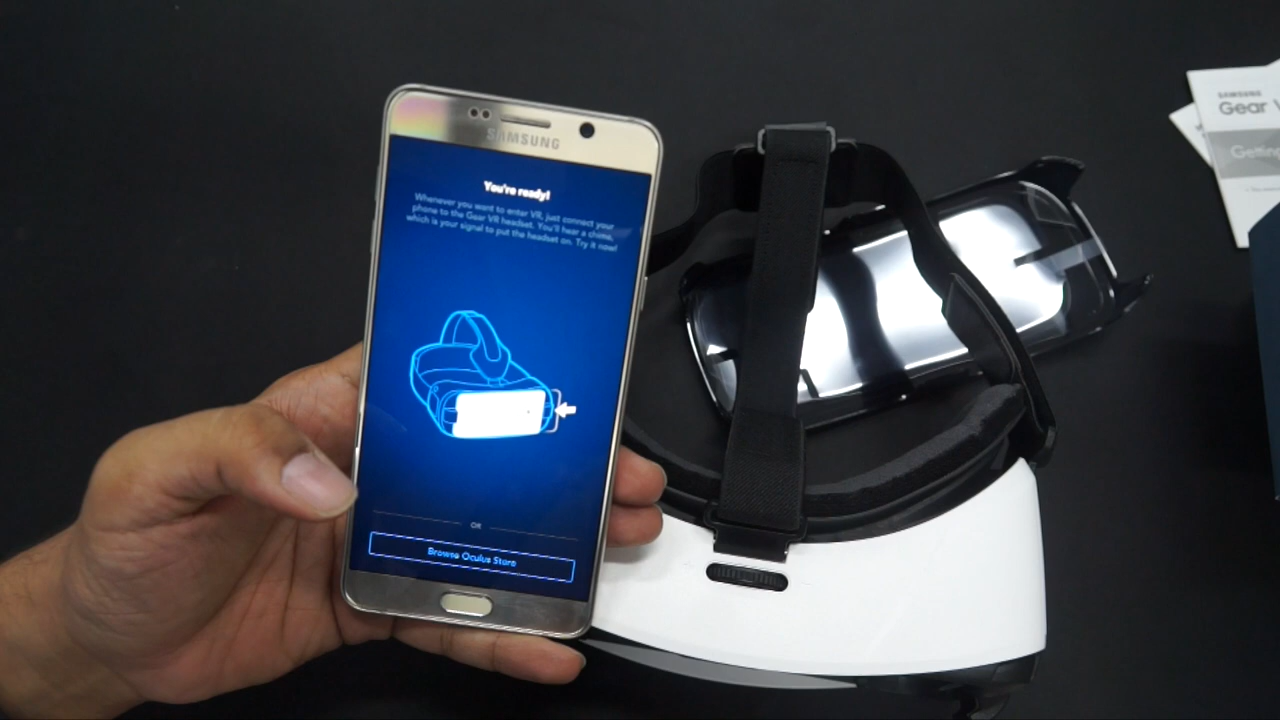 SAMSUNG
You're ready!
Whenever you want to enter VR, just connect your
phone to the Gear VR headset. You'll hear a chime,
which is your signal to put the headset on. Try it now!
OR
Browse Oculus Store
SAMSUNG
Gear
Getting